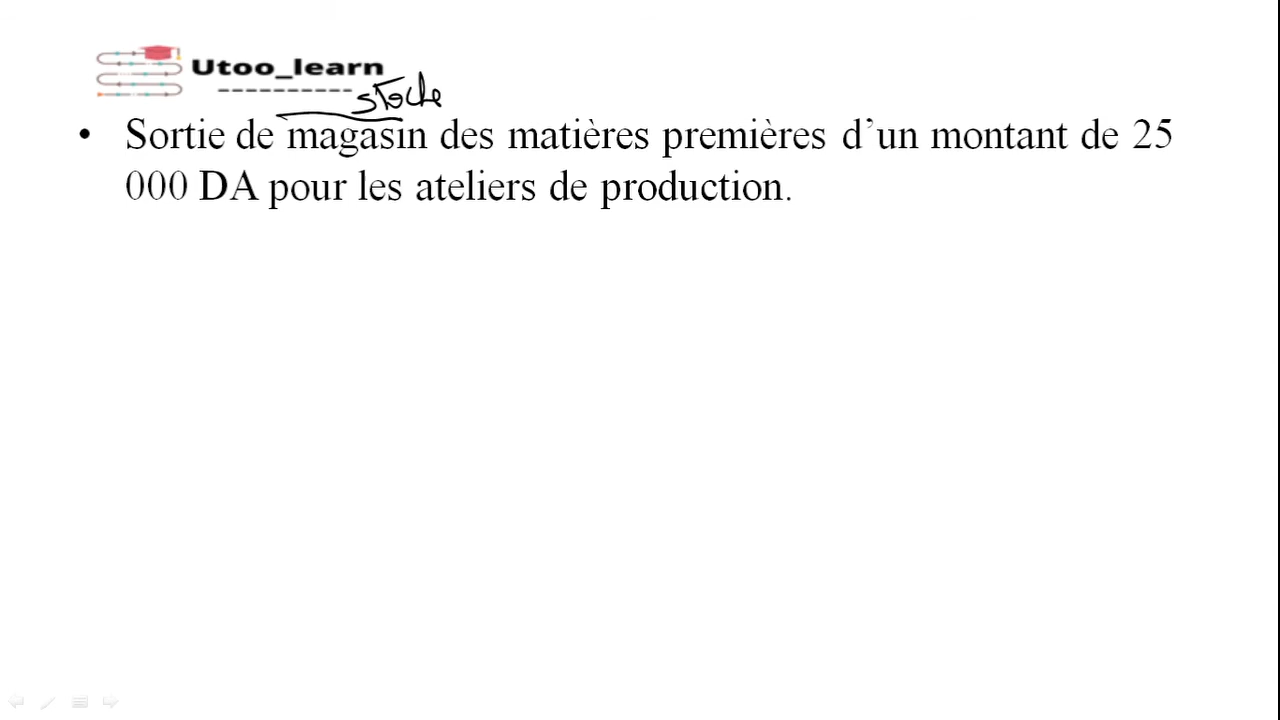 Utoo_learn
stocke
• Sortie de magasin des matières premières d’un montant de 25
000 DA pour les ateliers de production.